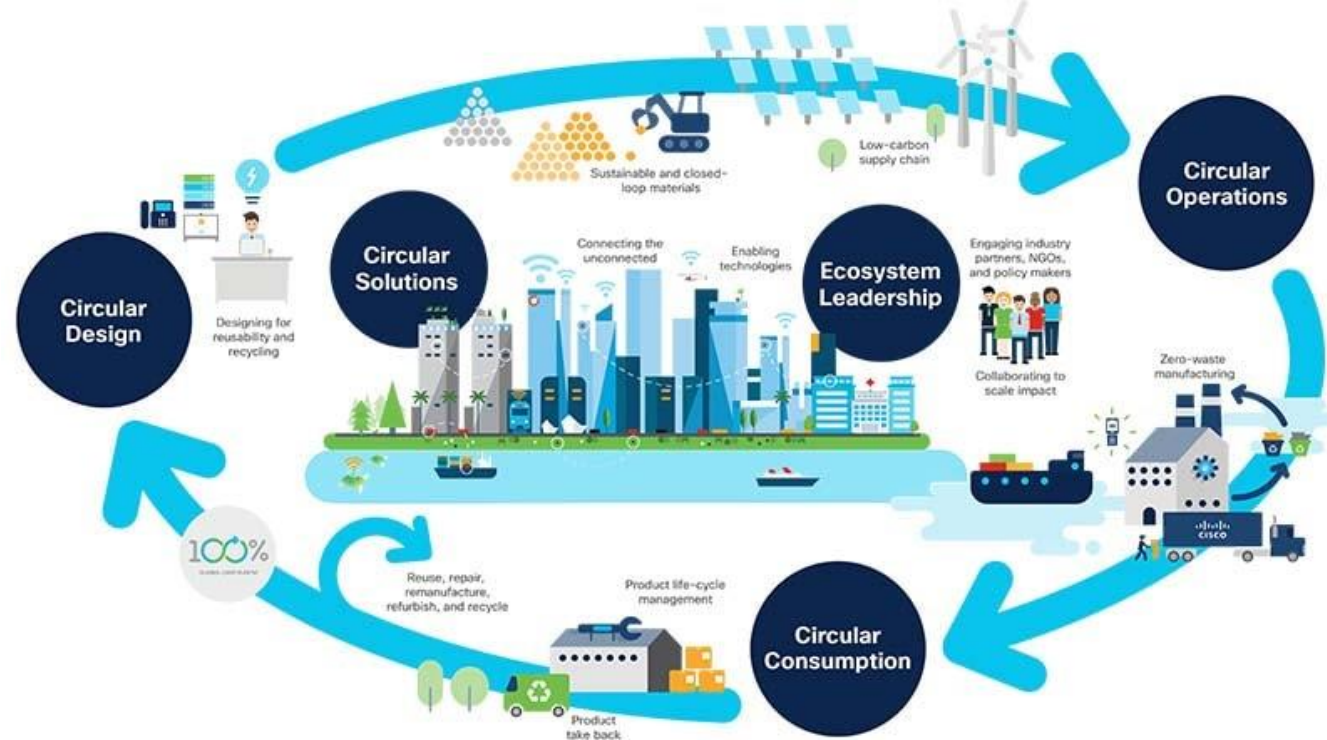 Sustainable and closed-
loop materials
Low-carbon
supply chain
Circular
Operations
Circular
Design
Designing for
reusability and
recycling
Circular
Solutions
Connecting the
unconnected
Enabling
technologies
Ecosystem
Leadership
Engaging industry
partners, NGOs,
and policy makers
Collaborating to
scale impact
Zero-waste
manufacturing
CISCO
Circular
Consumption
Product life-cycle
management
Product
take back
Reuse, repair,
remanufacture,
refurbish, and recycle
100%